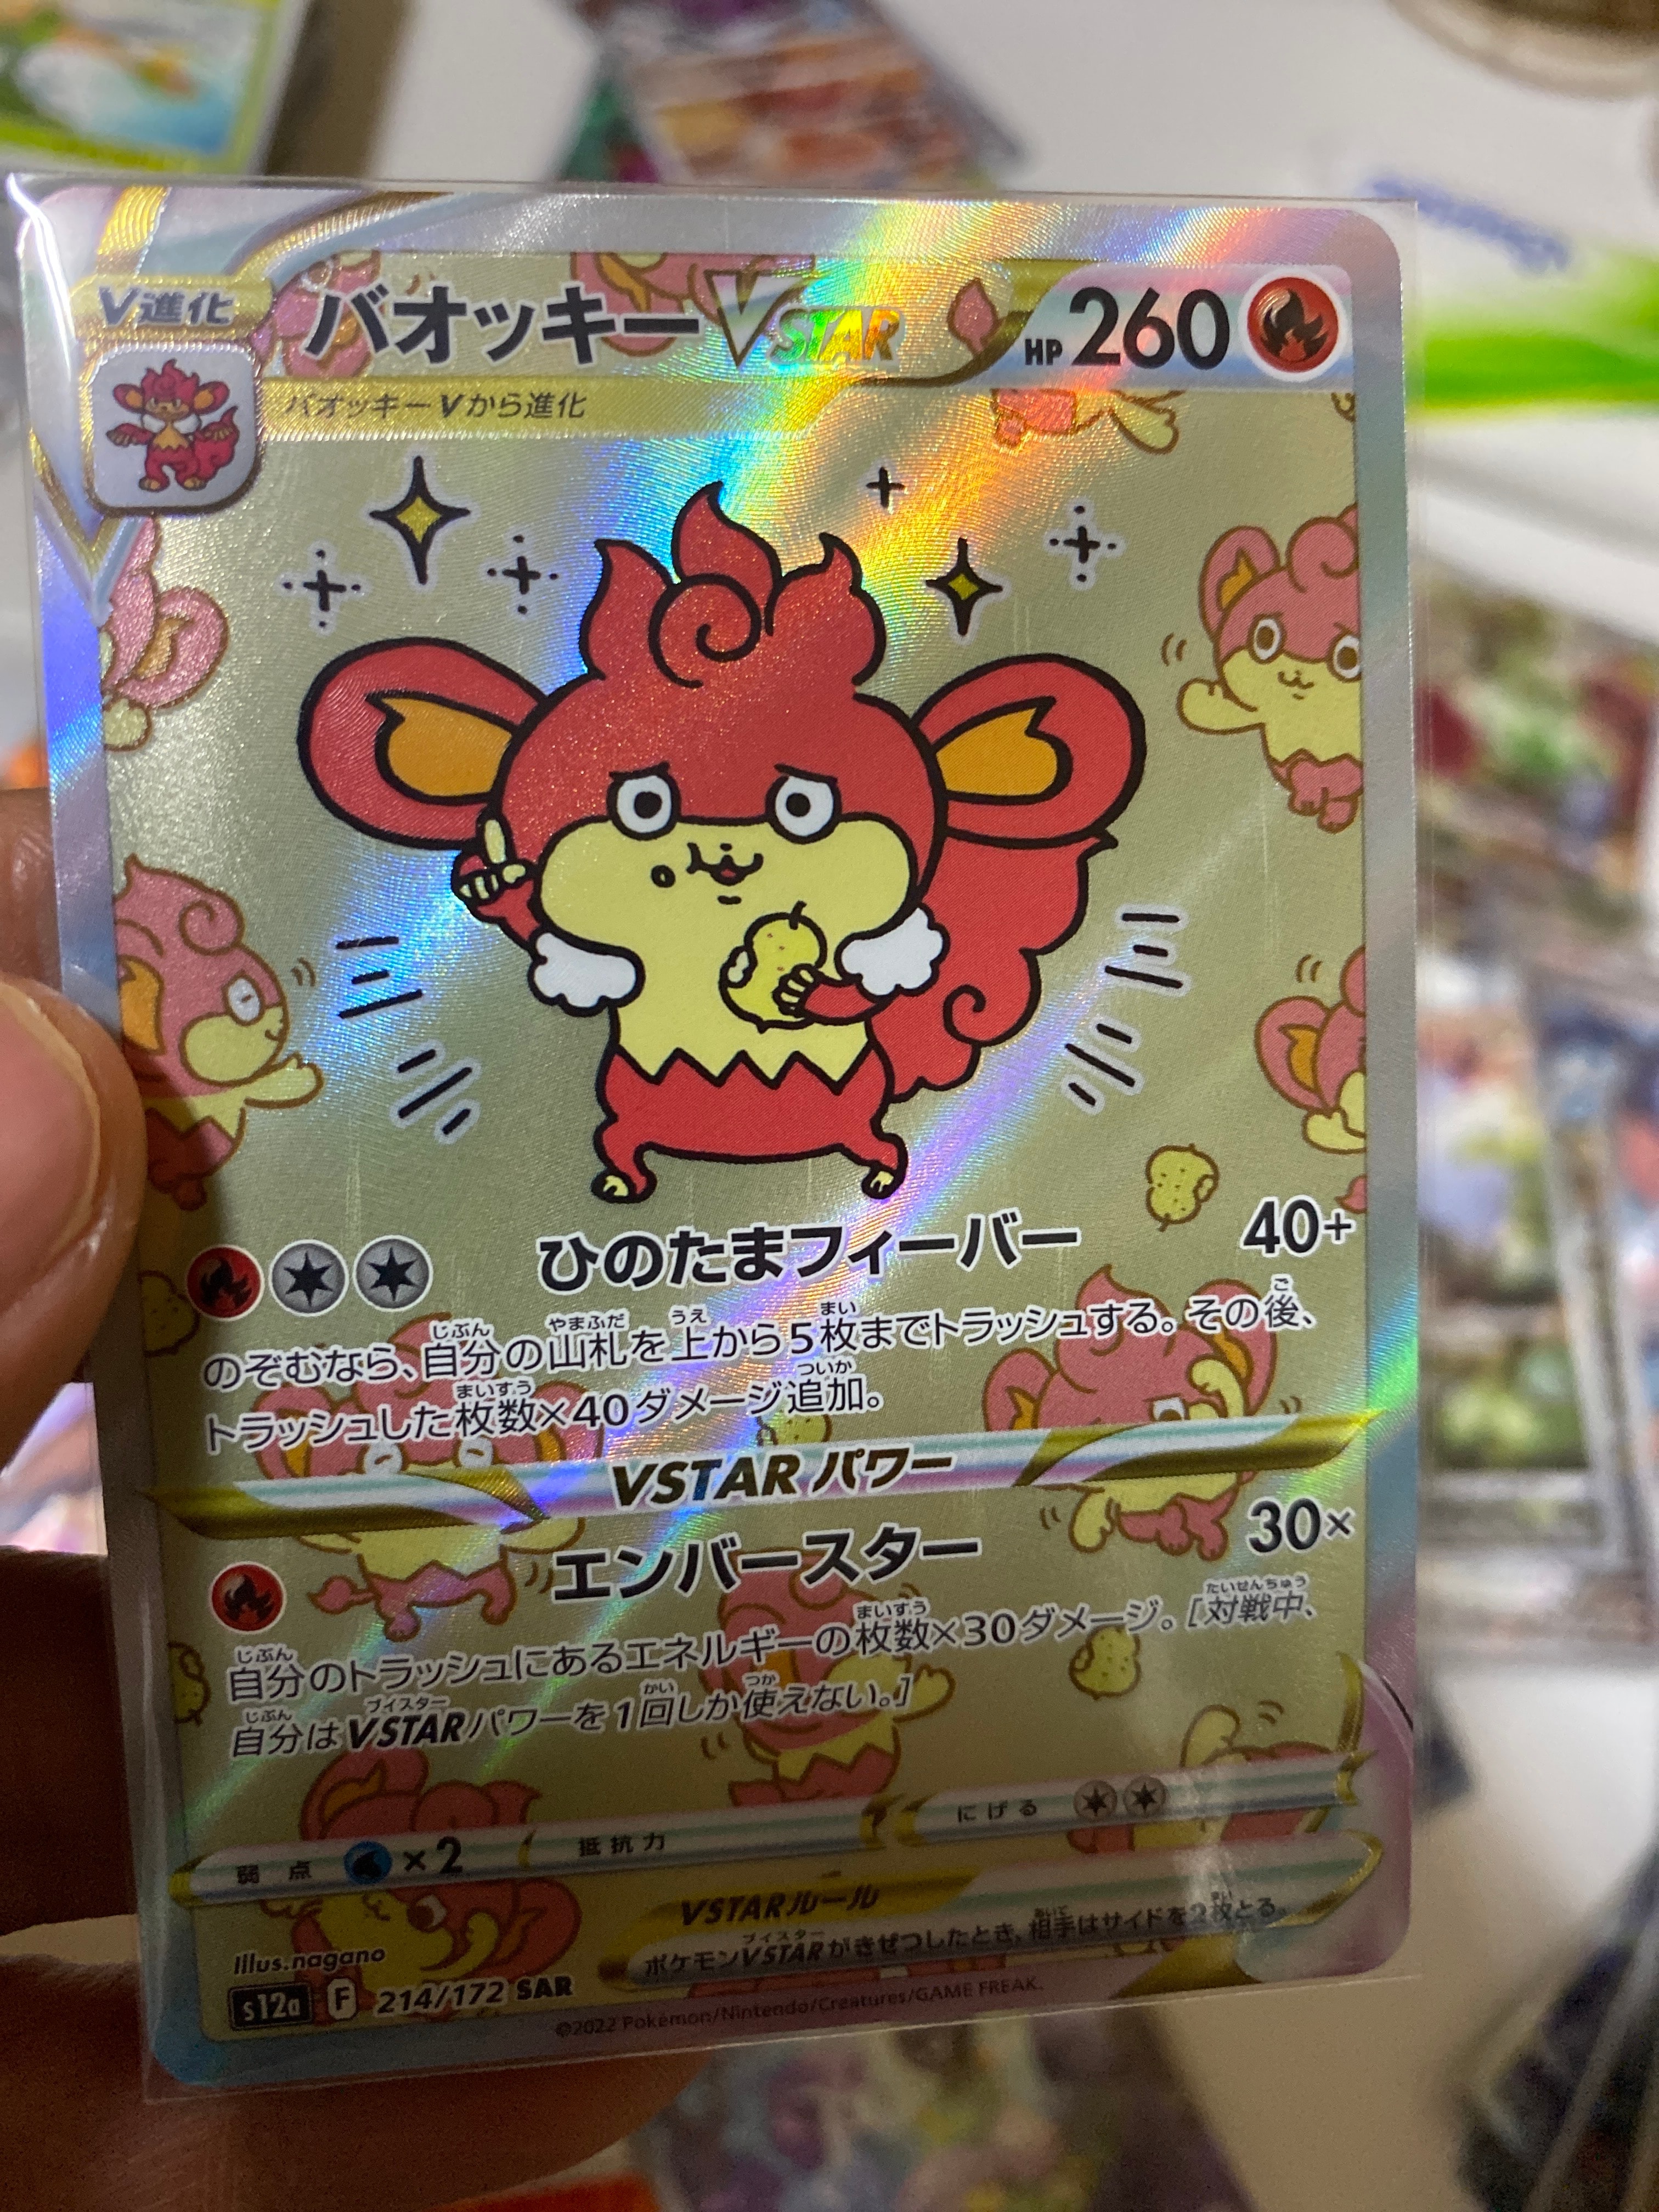 V進化
バオッキーVSTAR
HP 260
バオッキーVから進化
ひのたまフィーバー 40+
のぞむなら、自分の山札を上から5枚までトラッシュする。その後、
トラッシュした枚数×40ダメージ追加。
VSTARパワー
エンバースター 30×
自分のトラッシュにあるエネルギーの枚数×30ダメージ。[対戦中、
自分はVSTARパワーを1回しか使えない。]
弱点 ×2 抵抗力 にげる
VSTARルール
ポケモンVSTARがきぜつしたとき、相手はサイドを2枚とる。
illus.nagano
s12a F 214/172 SAR
©2022 Pokémon/Nintendo/Creatures/GAME FREAK.